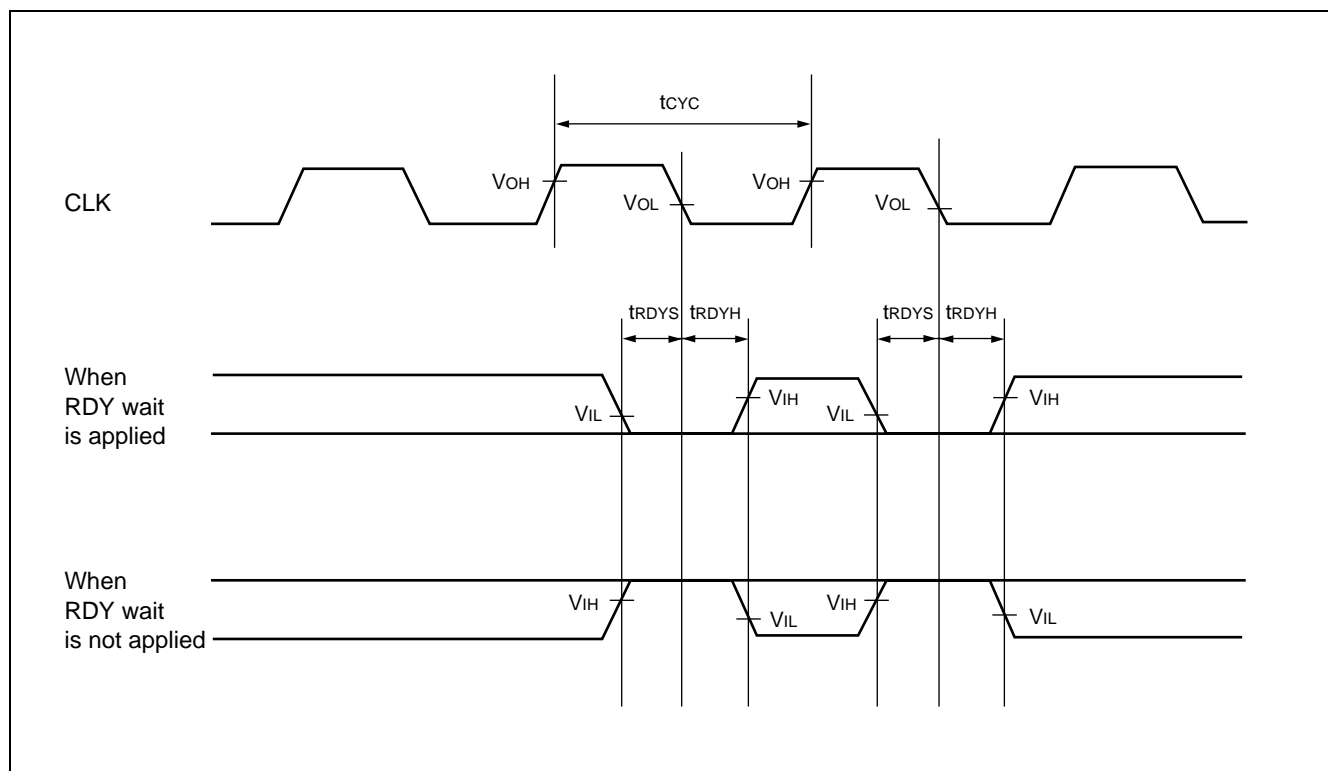 tCYC
VOH
VOL
VOH
VOL
CLK
tRDYS
tRDYH
tRDYS
tRDYH
When
RDY wait
is applied
VIL
VIH
VIL
VIH
When
RDY wait
is not applied
VIH
VIL
VIH
VIL